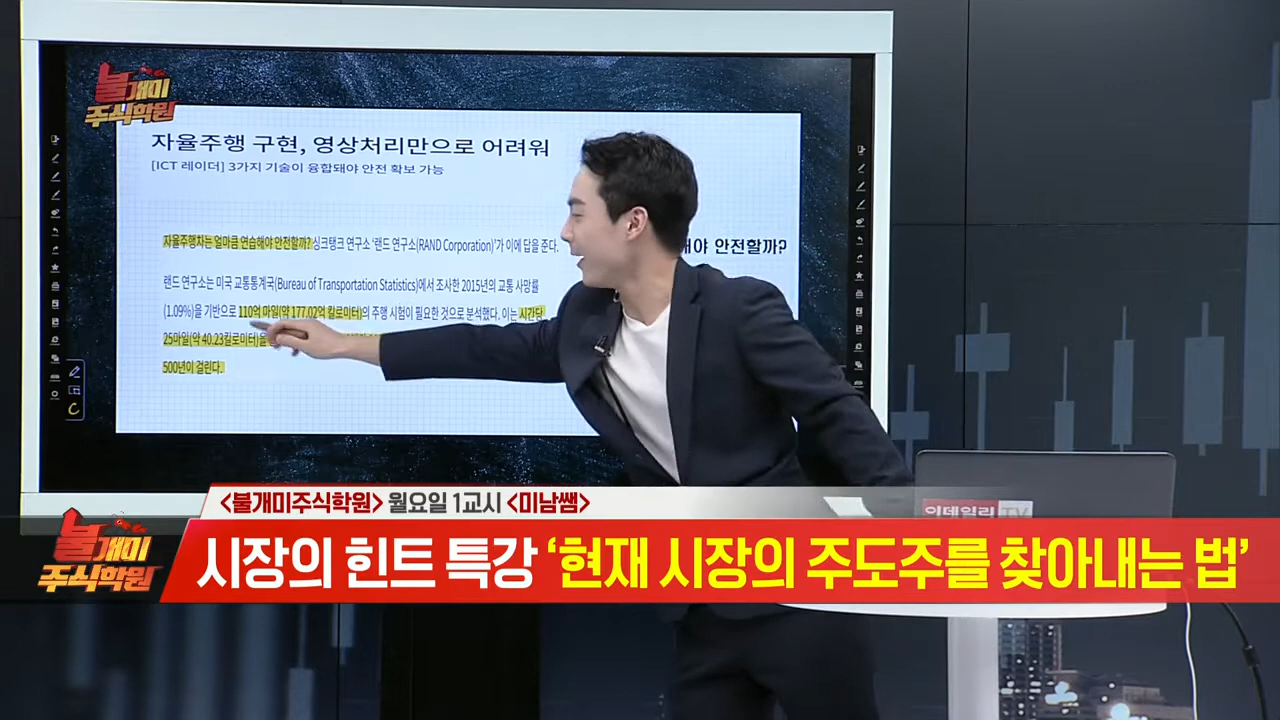 불개미
주식학원
자율주행 구현, 영상처리만으로 어려워
[ICT 레이더] 3가지 기술이 융합돼야 안전 확보 가능
자율주행차는 얼마큼 연습해야 안전할까? 싱크탱크 연구소 ‘랜드 연구소(RAND Corporation)’가 이에 답을 준다.
해야 안전할까?
랜드 연구소는 미국 교통통계국(Bureau of Transportation Statistics)에서 조사한 2015년의 교통 사망률
(1.09%)을 기반으로 110억 마일(약 177.02억 킬로미터)의 주행 시험이 필요한 것으로 분석했다. 이는 시간당
25마일(약 40.23킬로미터)을
500년이 걸린다.
<불개미주식학원> 월요일 1교시 <미남쌤>
이데일리 TV
불개미
주식학원
시장의 힌트 특강 ‘현재 시장의 주도주를 찾아내는 법’